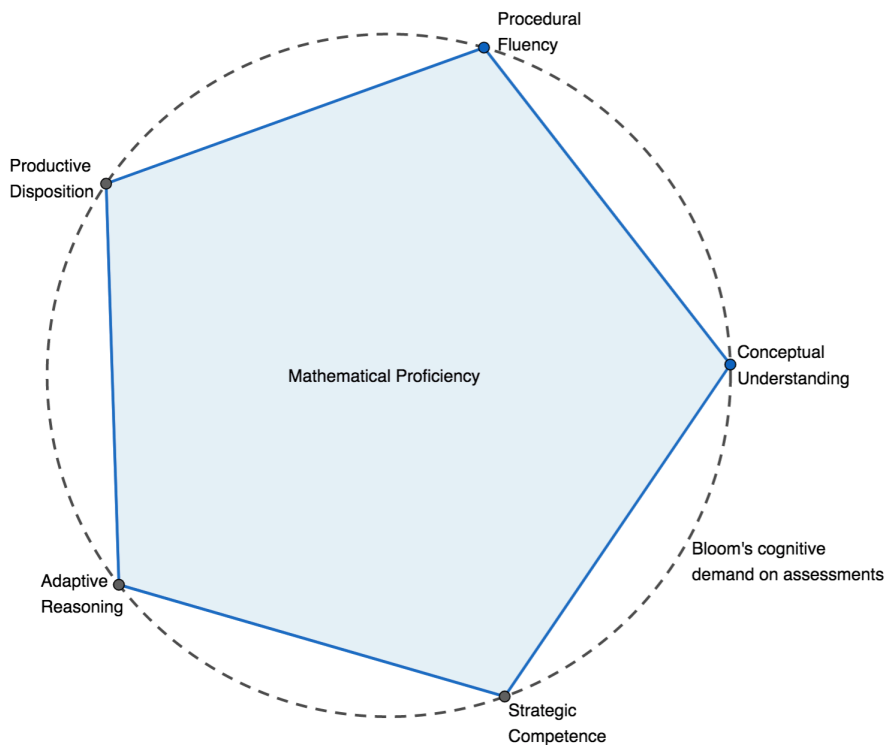 Procedural
Fluency
Productive
Disposition
Conceptual
Understanding
Mathematical Proficiency
Bloom's cognitive
demand on assessments
Adaptive
Reasoning
Strategic
Competence